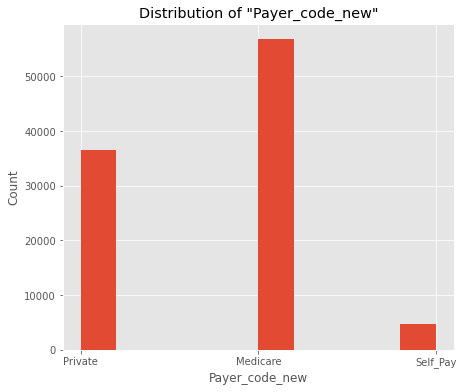 Distribution of "Payer_code_new"
50000
40000
30000
20000
10000
0
Count
Private Medicare Self_Pay
Payer_code_new